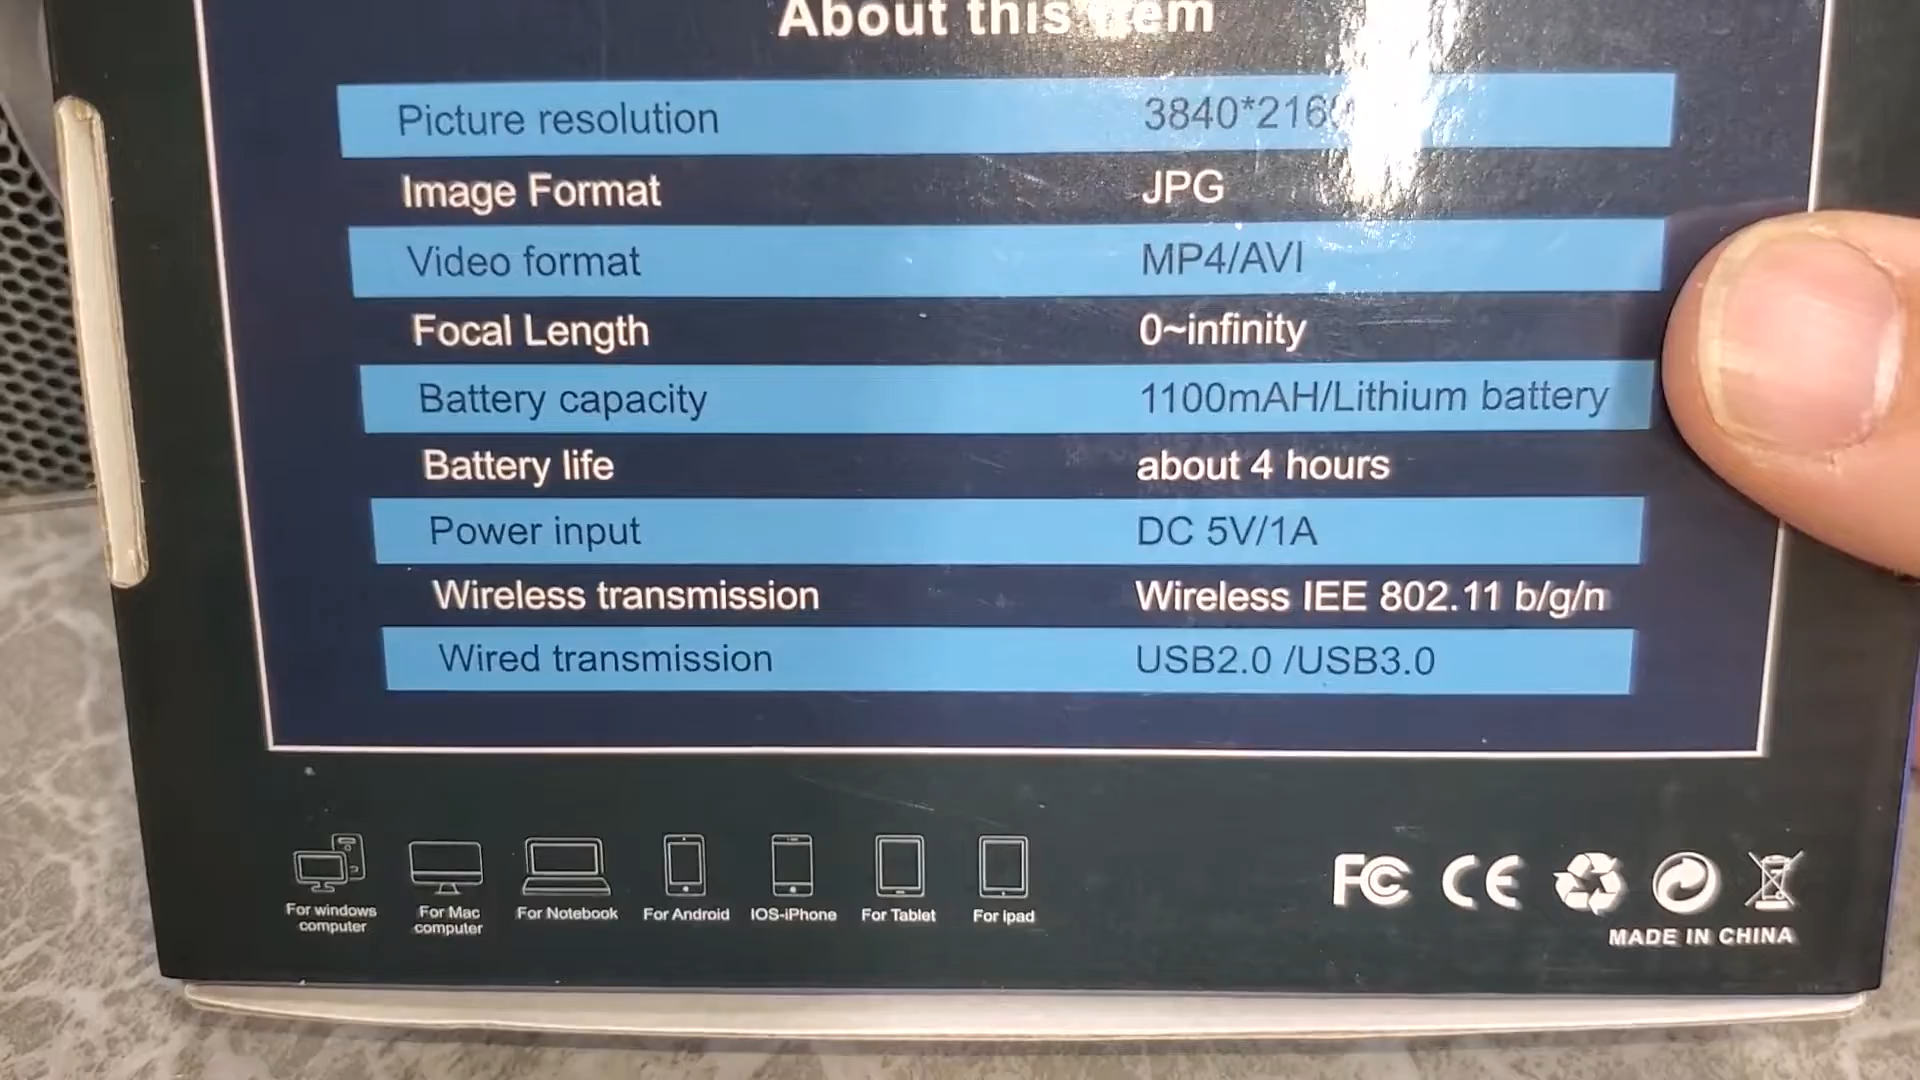 About this item
Picture resolution 3840*2160
Image Format JPG
Video format MP4/AVI
Focal Length 0~infinity
Battery capacity 1100mAH/Lithium battery
Battery life about 4 hours
Power input DC 5V/1A
Wireless transmission Wireless IEE 802.11 b/g/n
Wired transmission USB2.0 /USB3.0
For windows computer
For Mac computer
For Notebook
For Android
IOS-iPhone
For Tablet
For ipad
FC CE
MADE IN CHINA